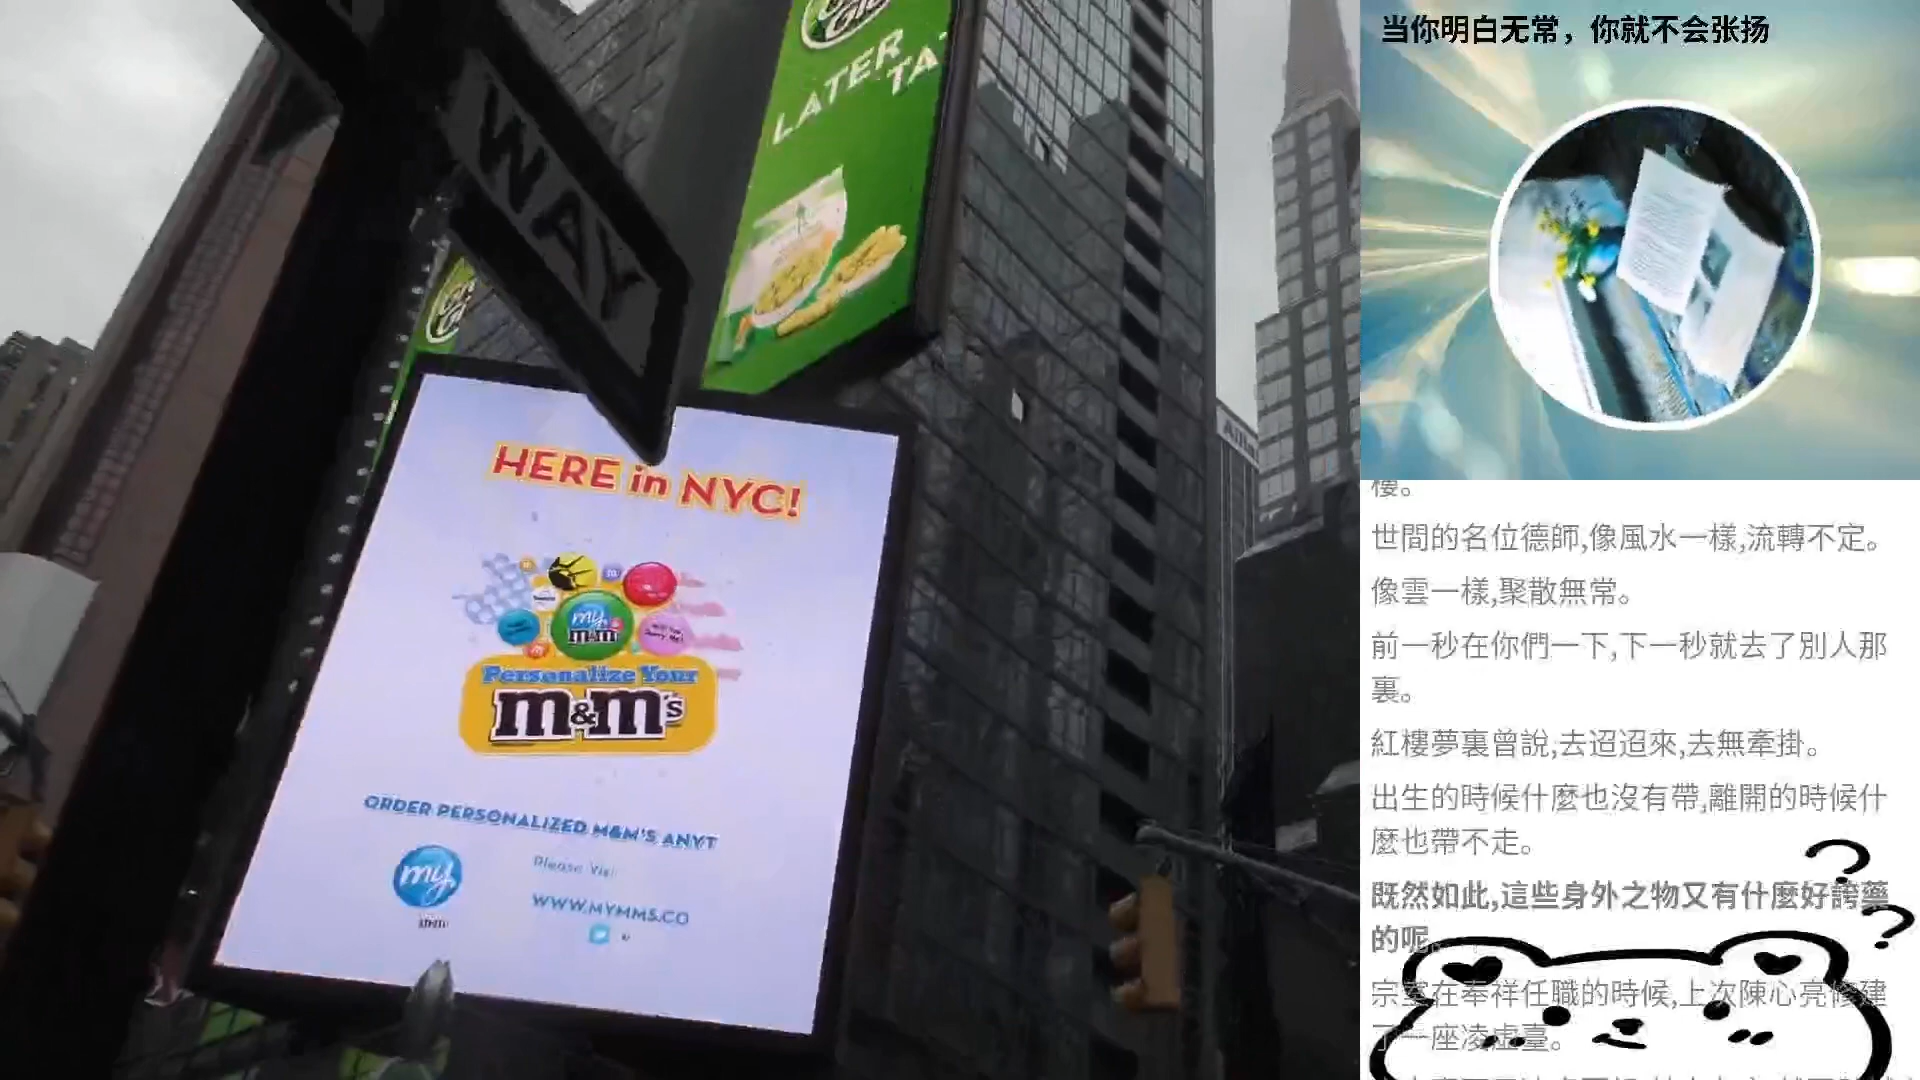 LATER
TA
WAY
HERE in NYC!
my
m&m's
Personalize Your
m&m's
ORDER PERSONALIZED M&M'S ANYT
my
Please Visi
WWW.MYMMS.CO
当你明白无常，你就不会张扬
樓。
世間的名位德師,像風水一樣,流轉不定。
像雲一樣,聚散無常。
前一秒在你們一下,下一秒就去了別人那
裏。
紅樓夢裏曾說,去迢迢來,去無牽掛。
出生的時候什麼也沒有帶,離開的時候什
麼也帶不走。
既然如此,這些身外之物又有什麼好誇藥
的呢。
宗室在奉祥任職的時候,上次陳心亮修建
了一座凌虛臺。